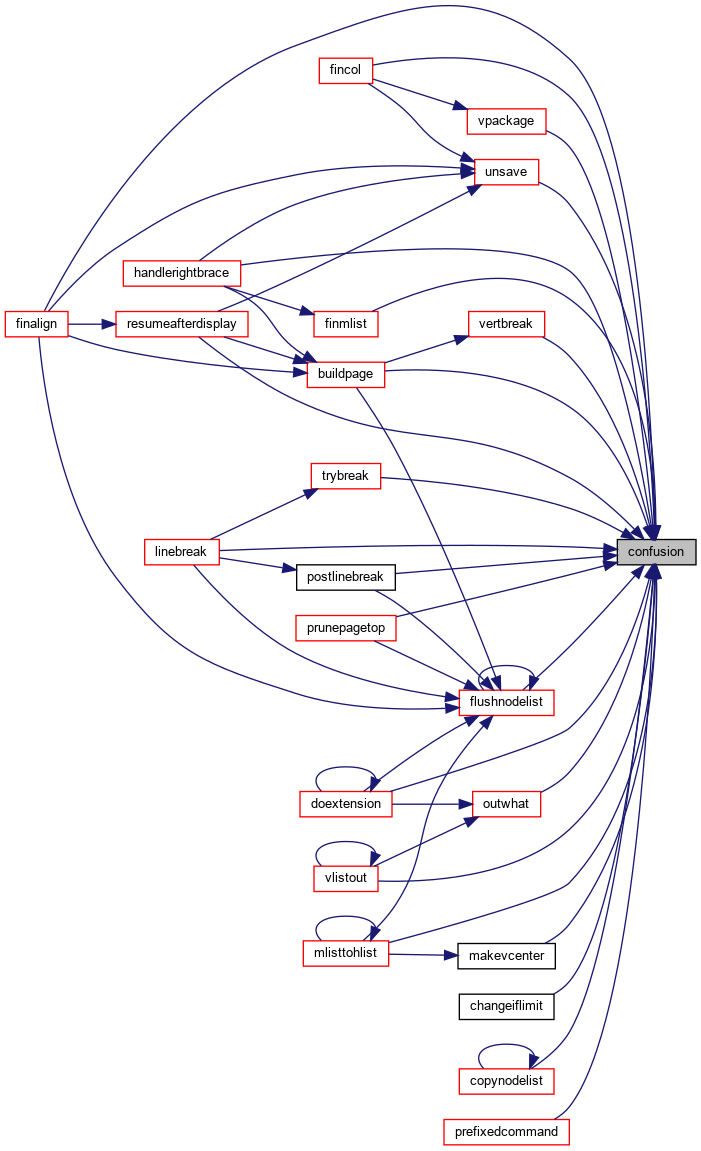 fincol
vpackage
unsave
handlerightbrace
finalign
resumeafterdisplay
finmlist
vertbreak
buildpage
trybreak
linebreak
confusion
postlinebreak
prunepagetop
flushnodelist
doextension
outwhat
vlistout
mlisttohlist
makevcenter
changeiflimit
copynodelist
prefixedcommand